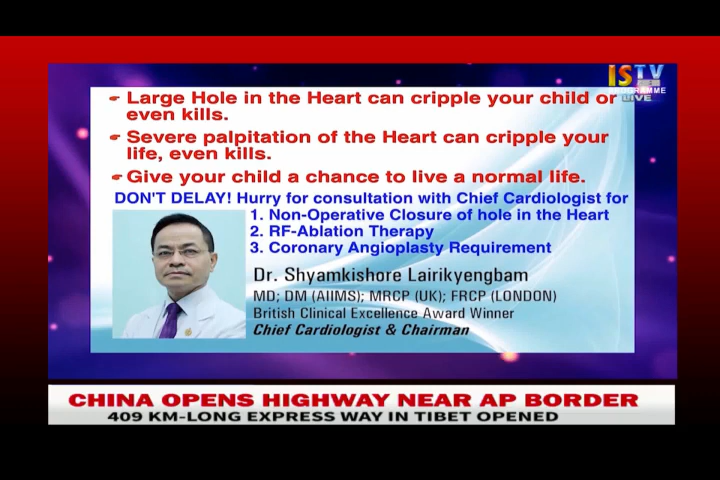 ISTV
PROGRAMME
LIVE
Large Hole in the Heart can cripple your child or
even kills.
Severe palpitation of the Heart can cripple your
life, even kills.
Give your child a chance to live a normal life.
DON'T DELAY! Hurry for consultation with Chief Cardiologist for
1. Non-Operative Closure of hole in the Heart
2. RF-Ablation Therapy
3. Coronary Angioplasty Requirement
Dr. Shyamkishore Lairikyengbam
MD; DM (AIIMS); MRCP (UK); FRCP (LONDON)
British Clinical Excellence Award Winner
Chief Cardiologist & Chairman
CHINA OPENS HIGHWAY NEAR AP BORDER
409 KM-LONG EXPRESS WAY IN TIBET OPENED